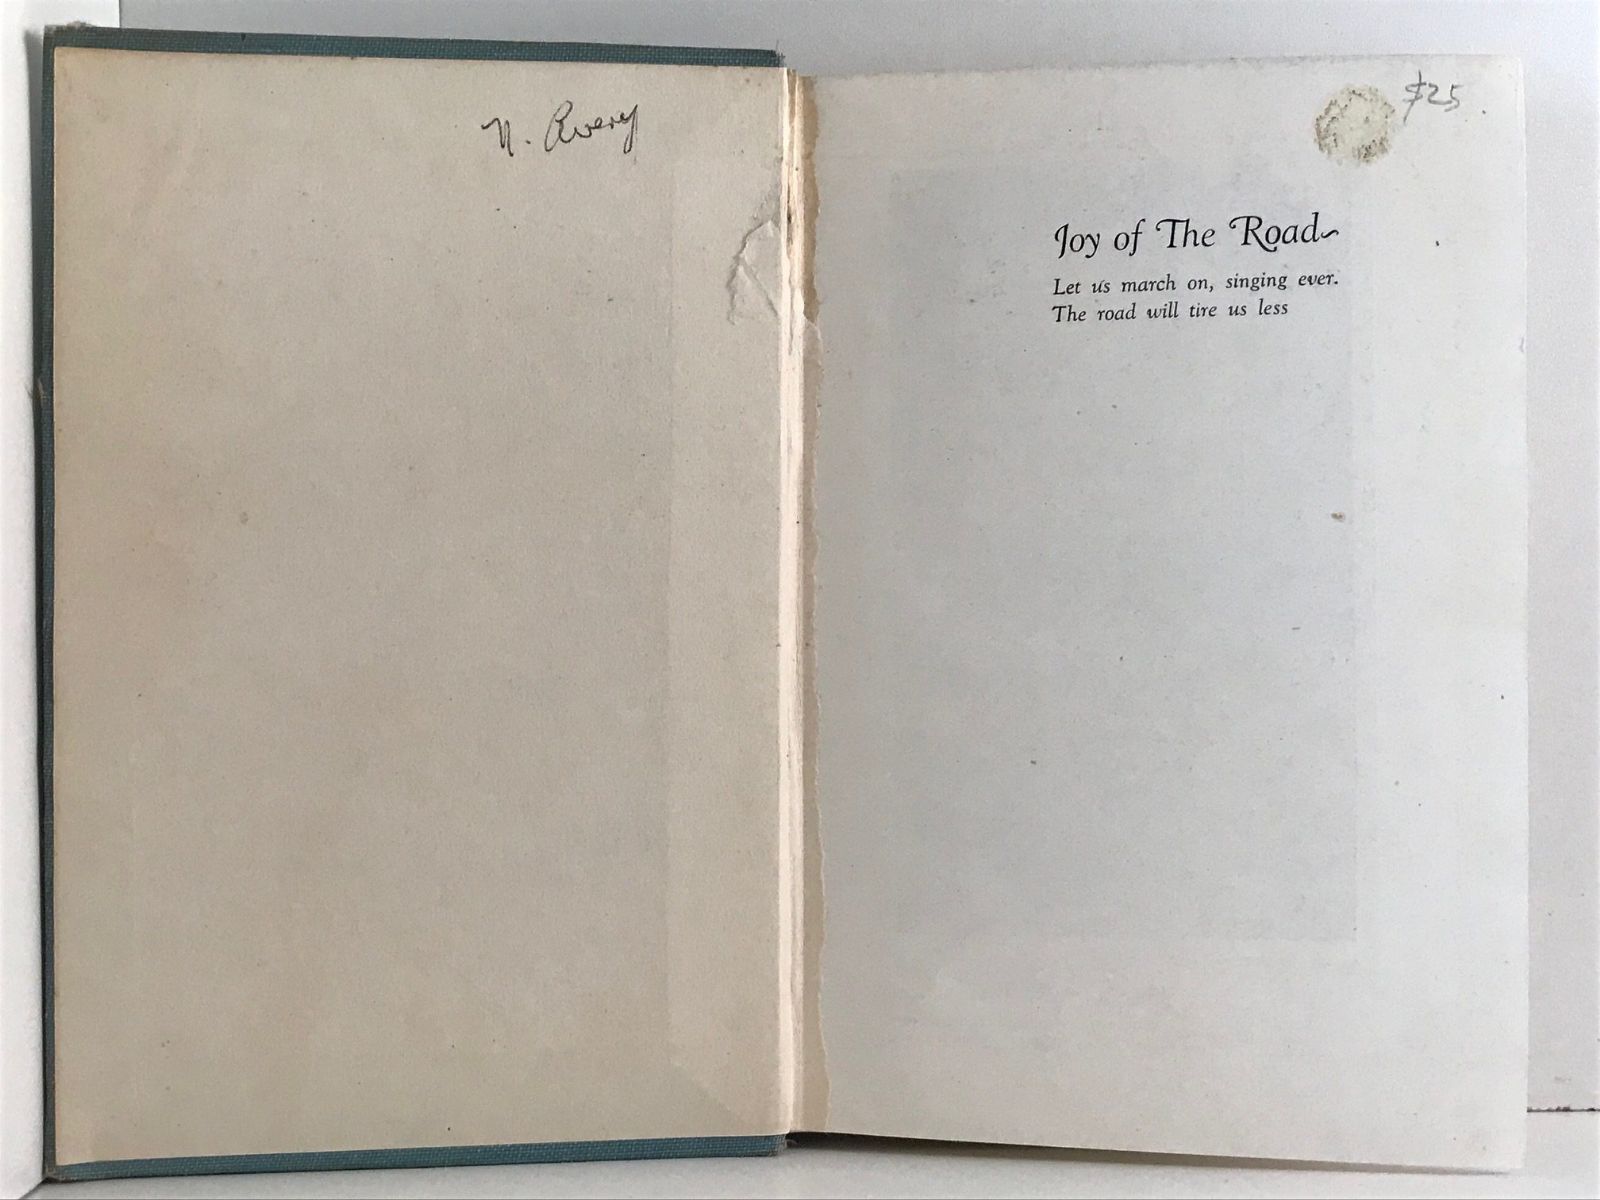 N. Avery
$25
Joy of The Road
Let us march on, singing ever.
The road will tire us less